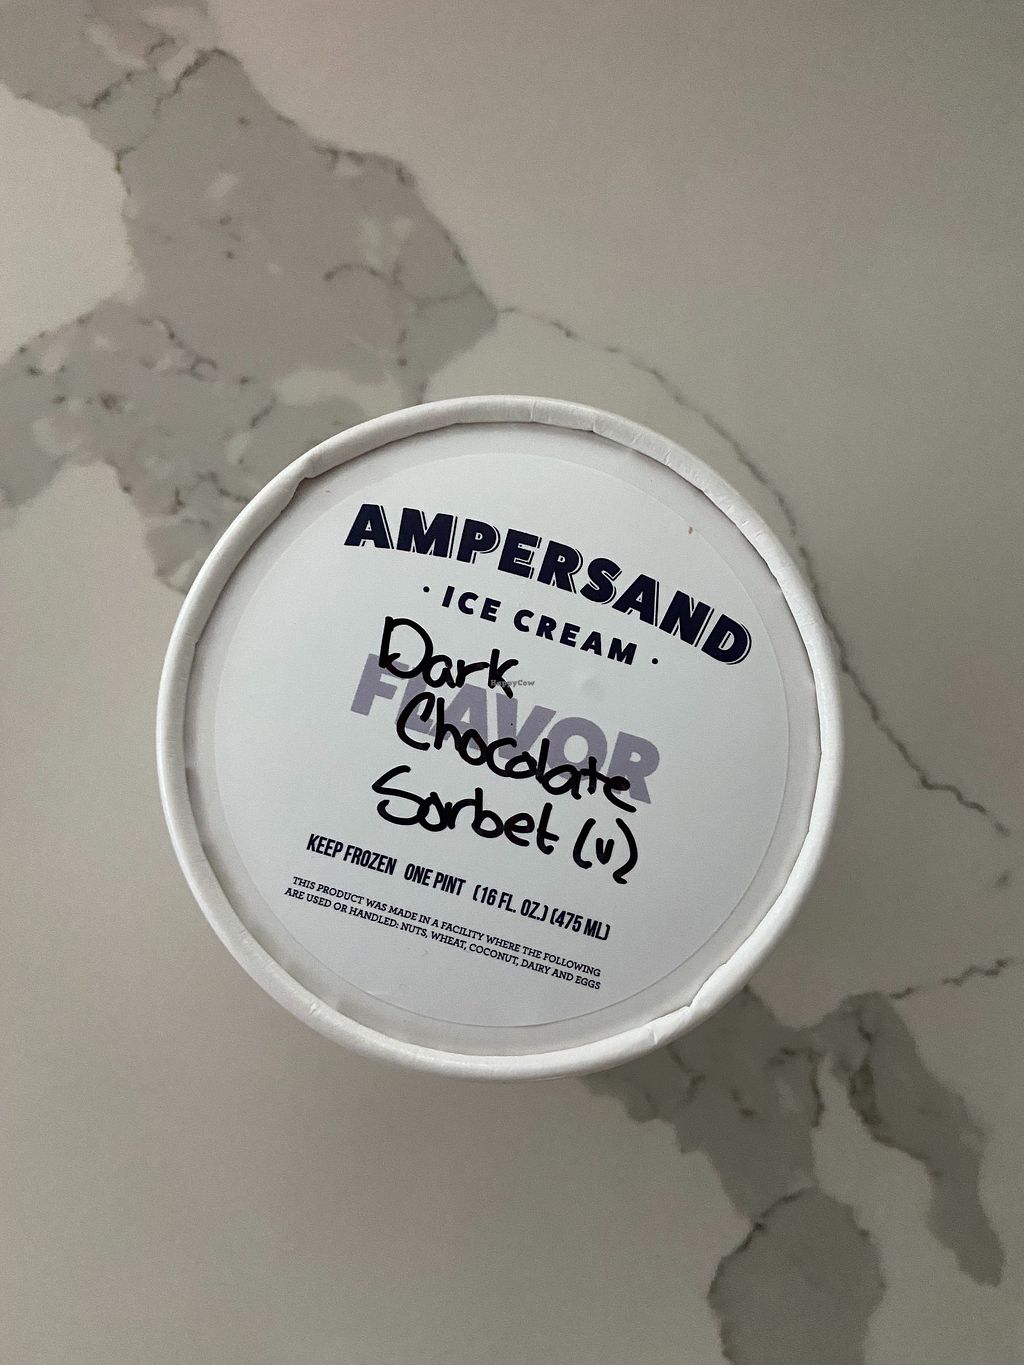 AMPERSAND
· ICE CREAM ·
FLAVOR
Dark
Chocolate
Sorbet (v)
KEEP FROZEN ONE PINT (16 FL. OZ.) (475 ML)
THIS PRODUCT WAS MADE IN A FACILITY WHERE THE FOLLOWING
ARE USED OR HANDLED: NUTS, WHEAT, COCONUT, DAIRY AND EGGS
HappyCow